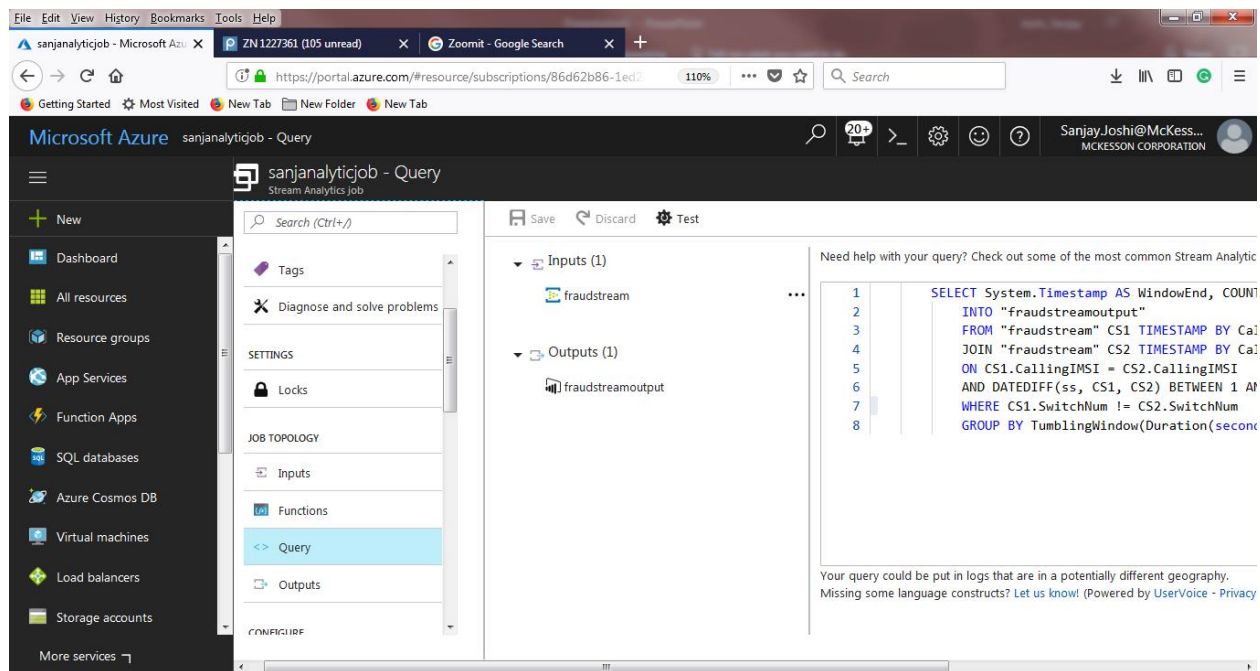 File Edit View History Bookmarks Tools Help
sanjanalyticjob - Microsoft Azu
ZN 1227361 (105 unread)
Zoomit - Google Search
https://portal.azure.com/#resource/subscriptions/86d62b86-1ed2
110%
Search
Getting Started Most Visited New Tab New Folder New Tab
Microsoft Azure sanjanalyticjob - Query
20+
Sanjay.Joshi@McKess...
MCKESSON CORPORATION
sanjanalyticjob - Query
Stream Analytics job
New
Dashboard
All resources
Resource groups
App Services
Function Apps
SQL databases
Azure Cosmos DB
Virtual machines
Load balancers
Storage accounts
More services
Search (Ctrl+/)
Tags
Diagnose and solve problems
SETTINGS
Locks
JOB TOPOLOGY
Inputs
Functions
Query
Outputs
CONFIGURE
Save Discard Test
Inputs (1)
fraudstream
Outputs (1)
fraudstreamoutput
Need help with your query? Check out some of the most common Stream Analytic
1 SELECT System.Timestamp AS WindowEnd, COUNT
2 INTO "fraudstreamoutput"
3 FROM "fraudstream" CS1 TIMESTAMP BY Cal
4 JOIN "fraudstream" CS2 TIMESTAMP BY Cal
5 ON CS1.CallingIMSI = CS2.CallingIMSI
6 AND DATEDIFF(ss, CS1, CS2) BETWEEN 1 AN
7 WHERE CS1.SwitchNum != CS2.SwitchNum
8 GROUP BY TumblingWindow(Duration(second
Your query could be put in logs that are in a potentially different geography.
Missing some language constructs? Let us know! (Powered by UserVoice - Privacy